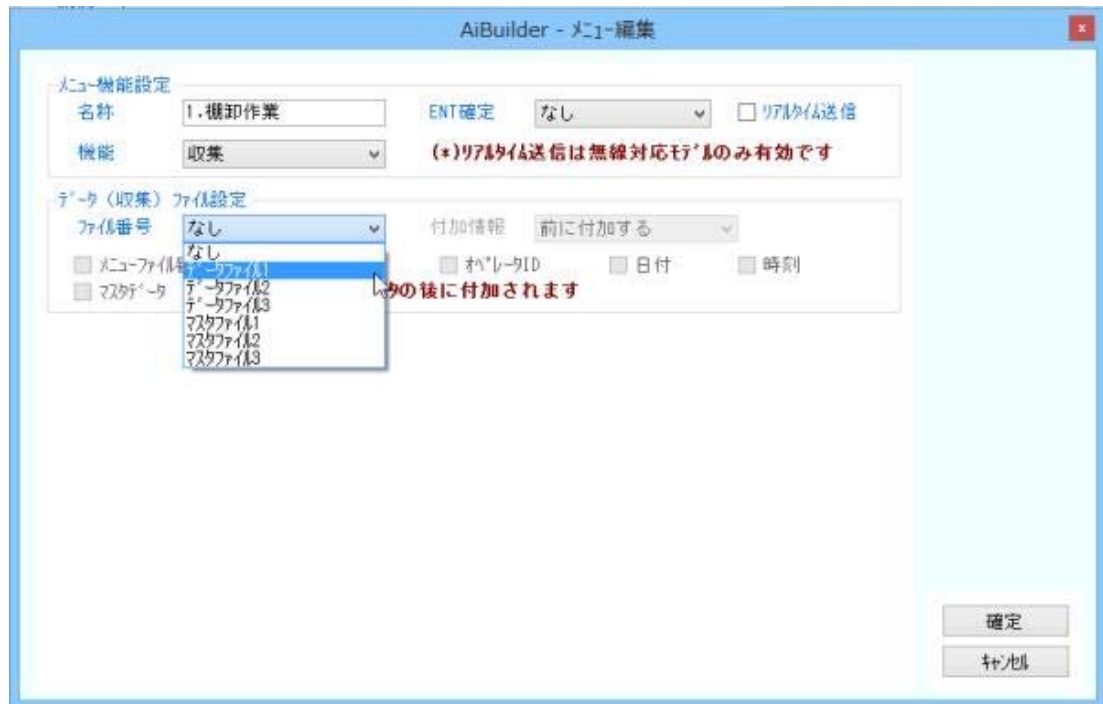 AiBuilder - ﾒﾆｭｰ編集
ﾒﾆｭｰ機能設定
名称 1.棚卸作業 ENT確定 なし ﾘｱﾙﾀｲﾑ送信
機能 収集 (*)ﾘｱﾙﾀｲﾑ送信は無線対応ﾓﾃﾞﾙのみ有効です
ﾃﾞｰﾀ（収集）ﾌｧｲﾙ設定
ﾌｧｲﾙ番号 なし 付加情報 前に付加する
なし
ﾒﾆｭｰﾌｧｲﾙ ﾃﾞｰﾀﾌｧｲﾙ1 ｵﾍﾟﾚｰﾀID 日付 時刻
ﾏｽﾀﾃﾞｰﾀ ﾃﾞｰﾀﾌｧｲﾙ2 の後に付加されます
ﾃﾞｰﾀﾌｧｲﾙ3
ﾏｽﾀﾌｧｲﾙ1
ﾏｽﾀﾌｧｲﾙ2
ﾏｽﾀﾌｧｲﾙ3
確定
ｷｬﾝｾﾙ